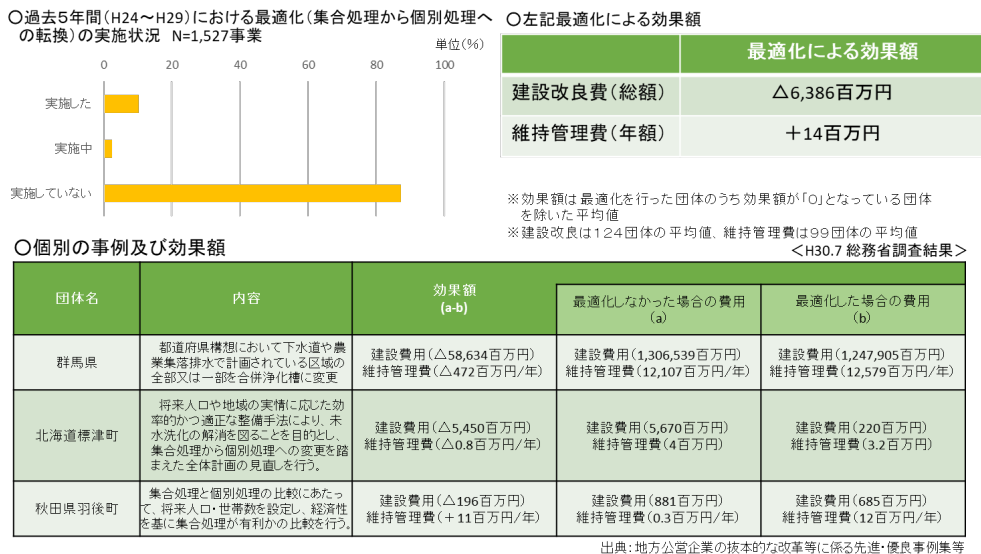 〇過去5年間（H24～H29）における最適化（集合処理から個別処理へ
の転換）の実施状況　N=1,527事業
単位（%）
0 20 40 60 80 100
実施した
実施中
実施していない
〇左記最適化による効果額
最適化による効果額
建設改良費（総額） △6,386百万円
維持管理費（年額） ＋14百万円
※効果額は最適化を行った団体のうち効果額が「0」となっている団体
を除いた平均値
※建設改良は124団体の平均値、維持管理費は99団体の平均値
＜H30.7 総務省調査結果＞
〇個別の事例及び効果額
団体名 内容 効果額
(a-b)
最適化しなかった場合の費用
(a)
最適化した場合の費用
(b)
群馬県
都道府県構想において下水道や農
業集落排水で計画されている区域の
全部又は一部を合併浄化槽に変更
建設費用（△58,634百万円）
維持管理費（△472百万円/年）
建設費用（1,306,539百万円）
維持管理費（12,107百万円/年）
建設費用（1,247,905百万円）
維持管理費（12,579百万円/年）
北海道標津町
将来人口や地域の実情に応じた効
率的かつ適正な整備手法により、未
水洗化の解消を図ることを目的とし、
集合処理から個別処理への変更を踏
まえた全体計画の見直しを行う。
建設費用（△5,450百万円）
維持管理費（△0.8百万円/年）
建設費用（5,670百万円）
維持管理費（4百万円）
建設費用（220百万円）
維持管理費（3.2百万円）
秋田県羽後町
集合処理と個別処理の比較にあたっ
て、将来人口・世帯数を設定し、経済性
を基に集合処理が有利かの比較を行う。
建設費用（△196百万円）
維持管理費（＋11百万円/年）
建設費用（881百万円）
維持管理費（0.3百万円/年）
建設費用（685百万円）
維持管理費（12百万円/年）
出典：地方公営企業の抜本的な改革等に係る先進・優良事例集等